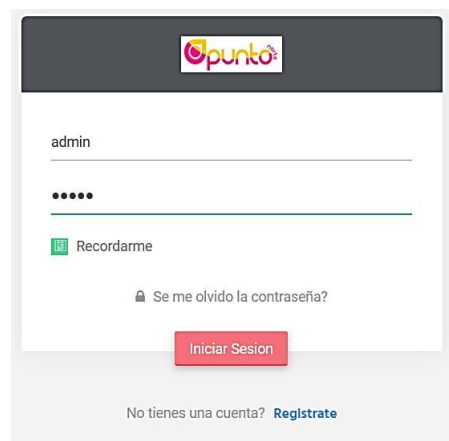 punto
admin
•••••
Recordarme
Se me olvido la contraseña?
Iniciar Sesion
No tienes una cuenta? Registrate